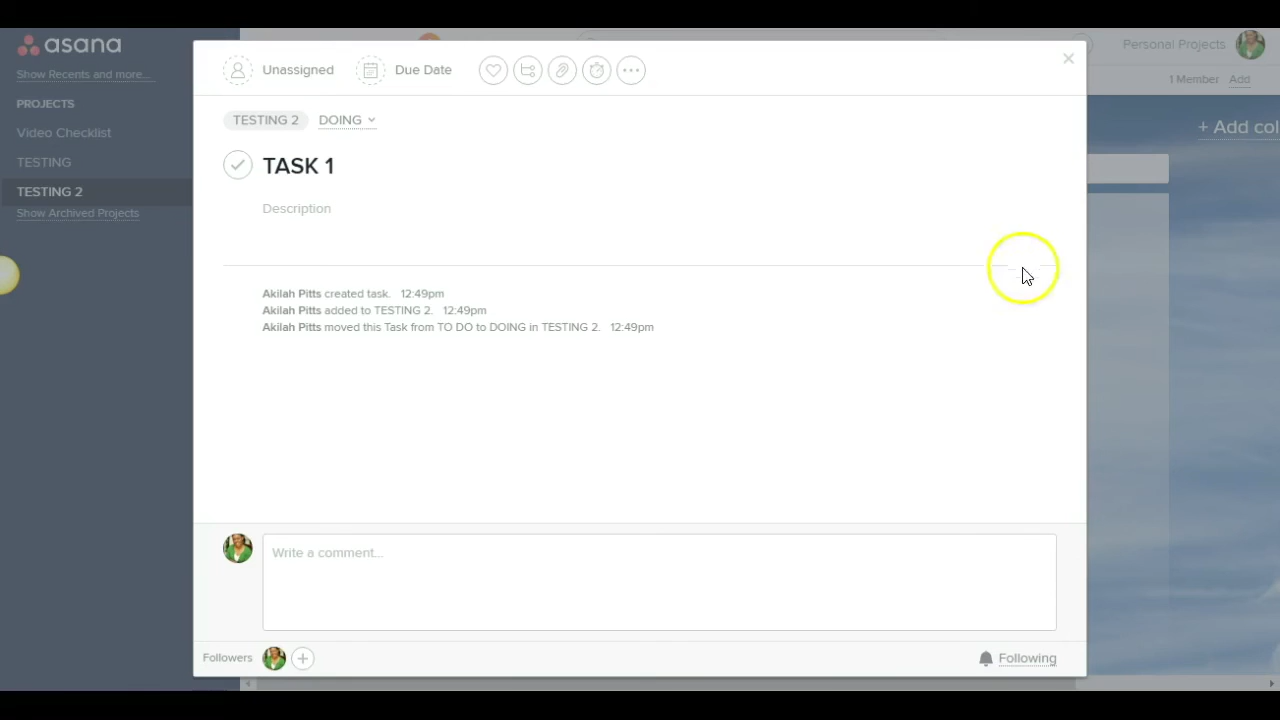 asana
Show Recents and more...
PROJECTS
Video Checklist
TESTING
TESTING 2
Show Archived Projects
Unassigned
Due Date
TESTING 2
DOING
TASK 1
Description
Akilah Pitts created task. 12:49pm
Akilah Pitts added to TESTING 2. 12:49pm
Akilah Pitts moved this Task from TO DO to DOING in TESTING 2. 12:49pm
Write a comment...
Followers
Following
Personal Projects
1 Member Add
+ Add col